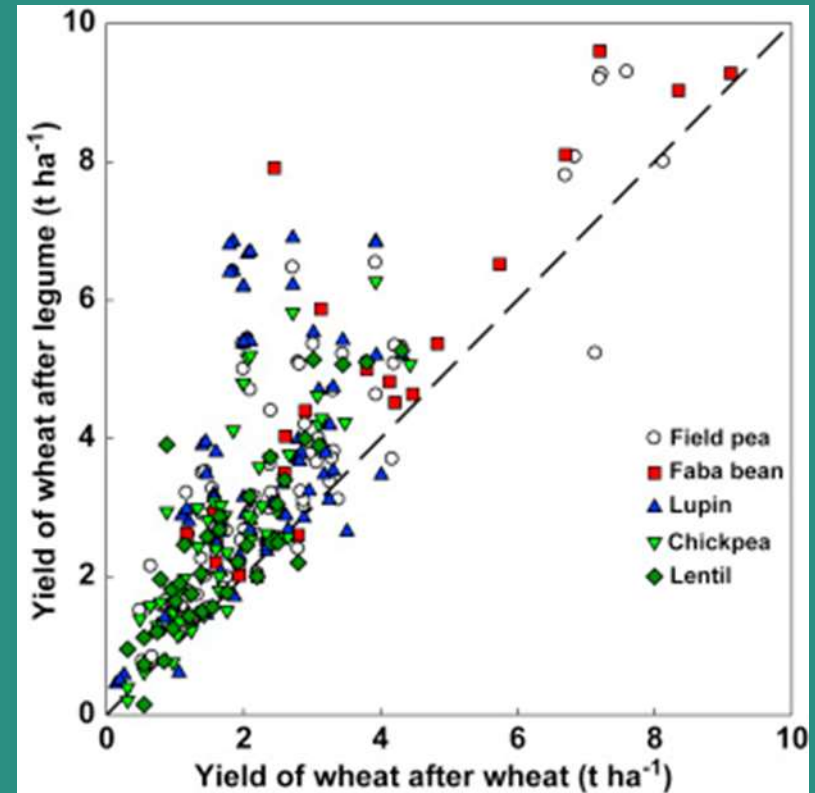 10
8
6
4
2
0
Yield of wheat after legume (t ha⁻¹)
Field pea
Faba bean
Lupin
Chickpea
Lentil
0 2 4 6 8 10
Yield of wheat after wheat (t ha⁻¹)